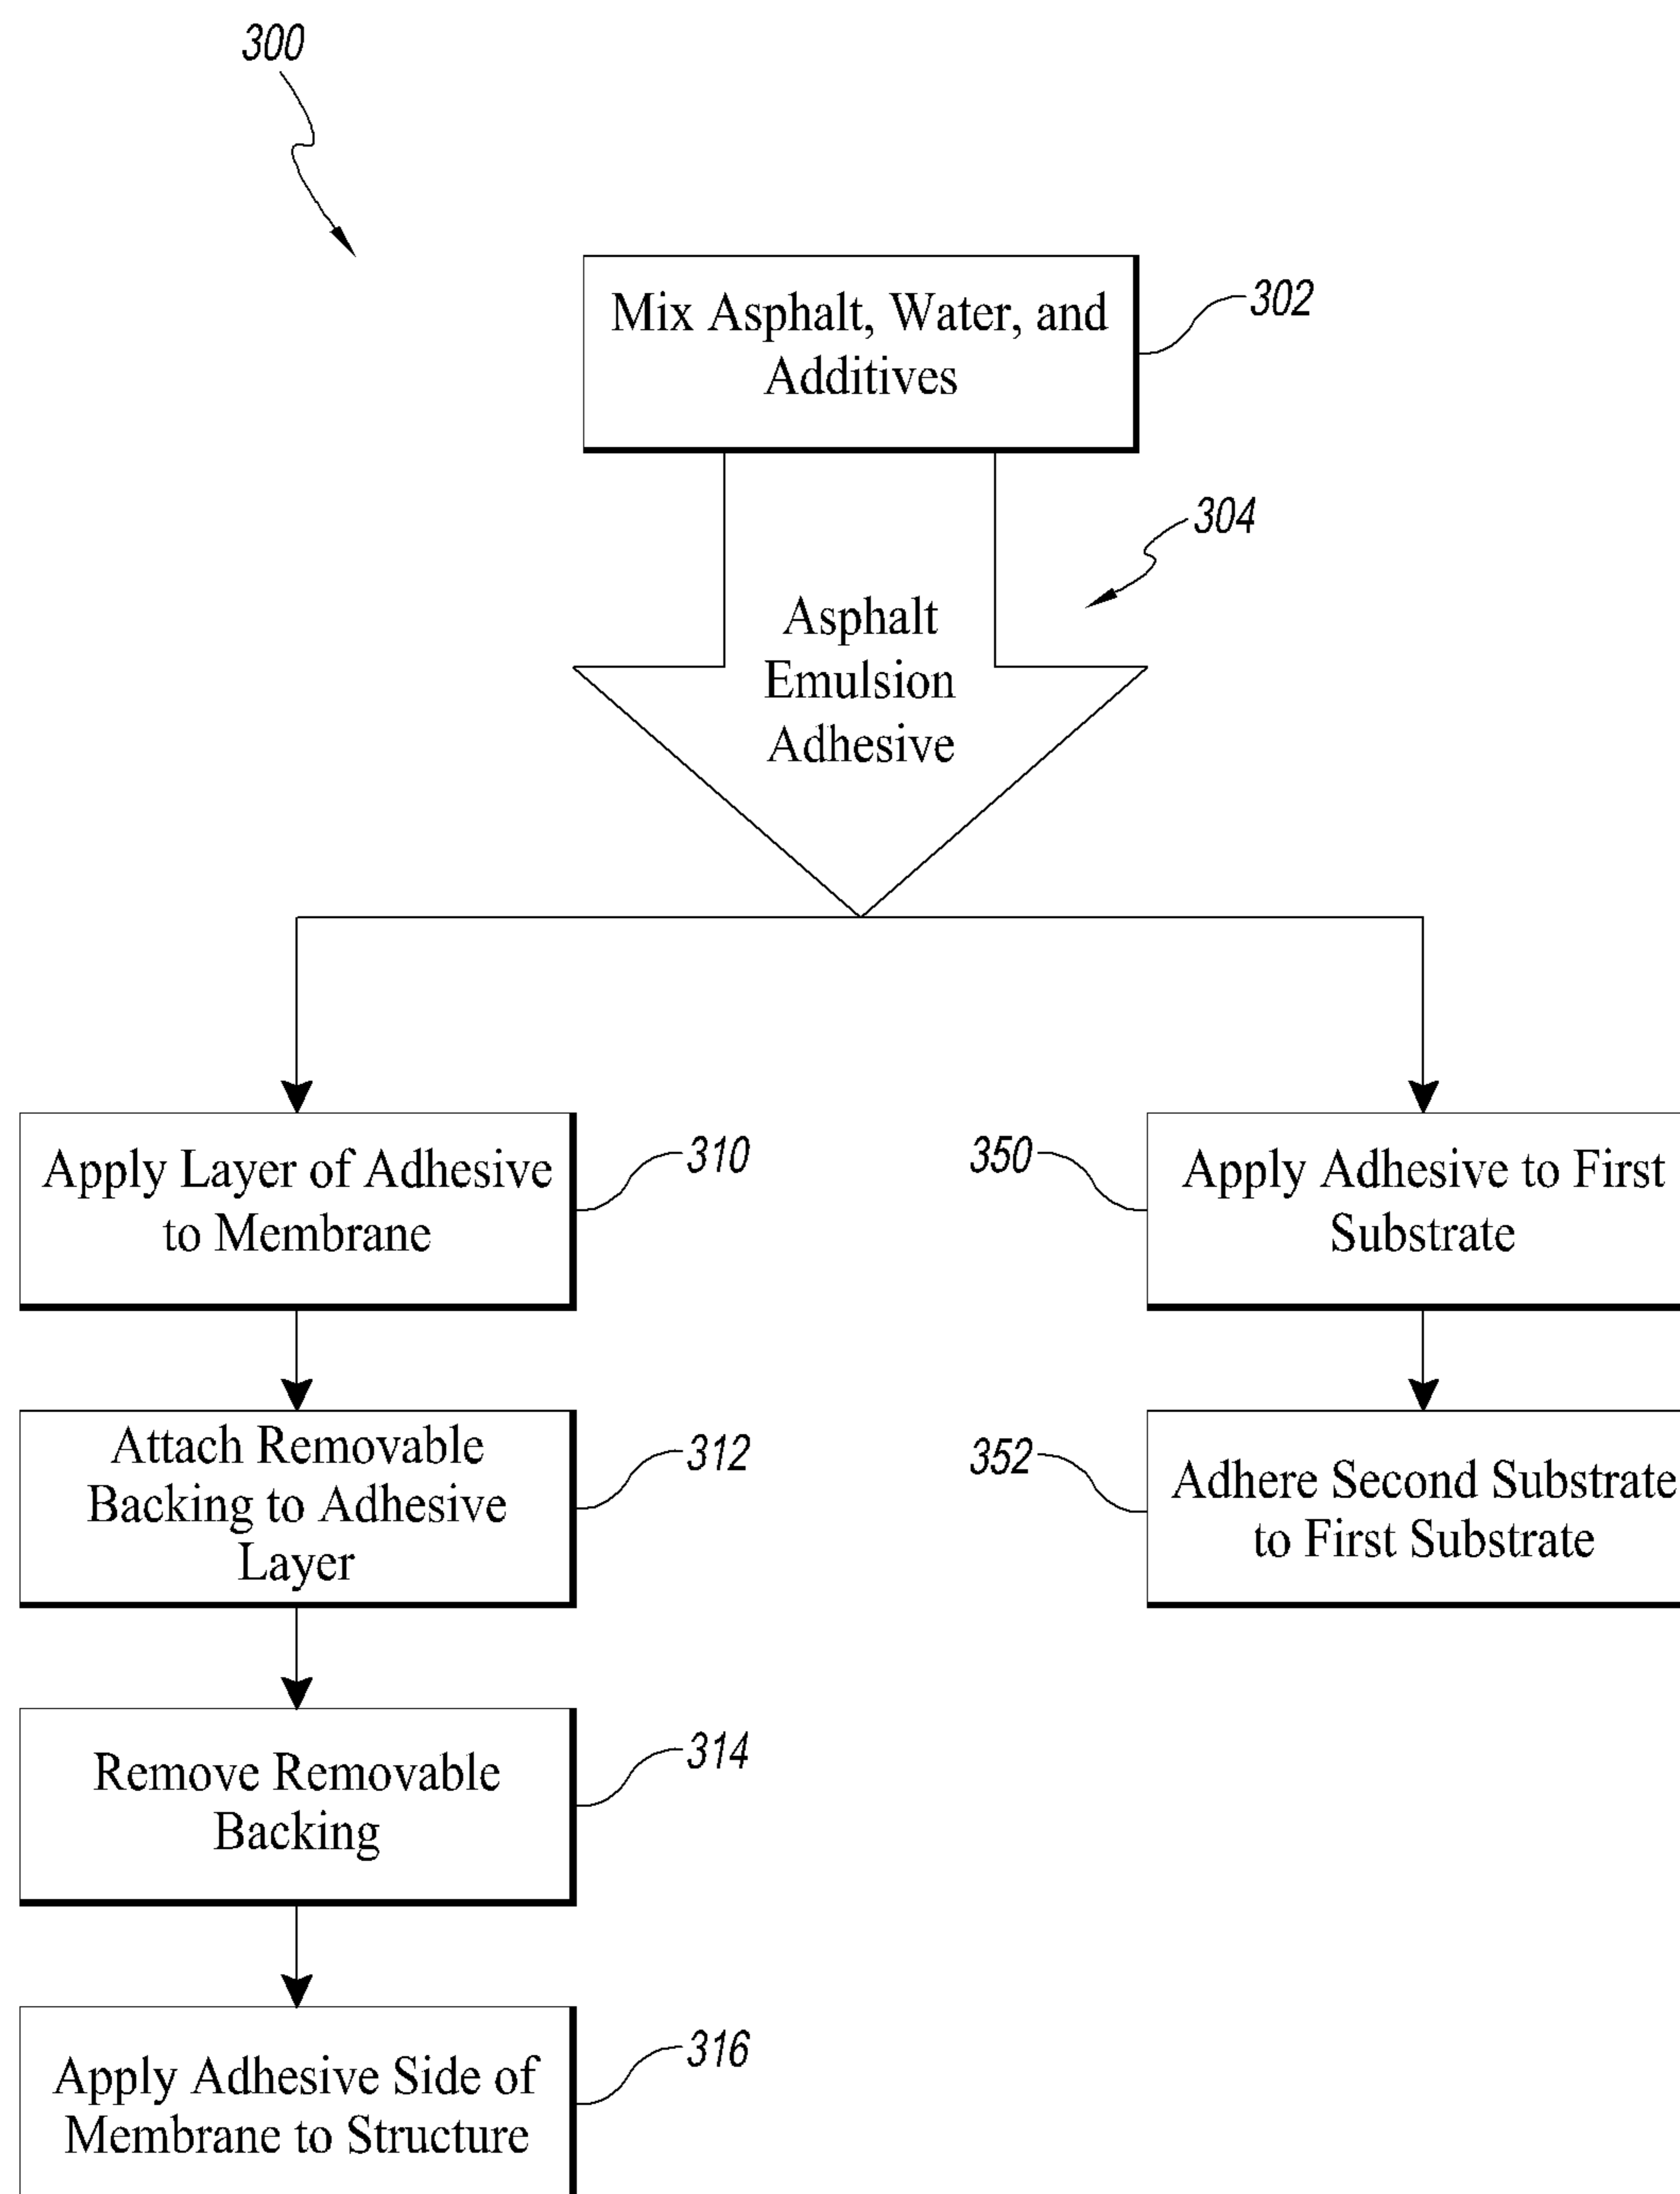 300
Mix Asphalt, Water, and
Additives
302
304
Asphalt
Emulsion
Adhesive
Apply Layer of Adhesive
to Membrane
310
350
Apply Adhesive to First
Substrate
Attach Removable
Backing to Adhesive
Layer
312
352
Adhere Second Substrate
to First Substrate
Remove Removable
Backing
314
Apply Adhesive Side of
Membrane to Structure
316